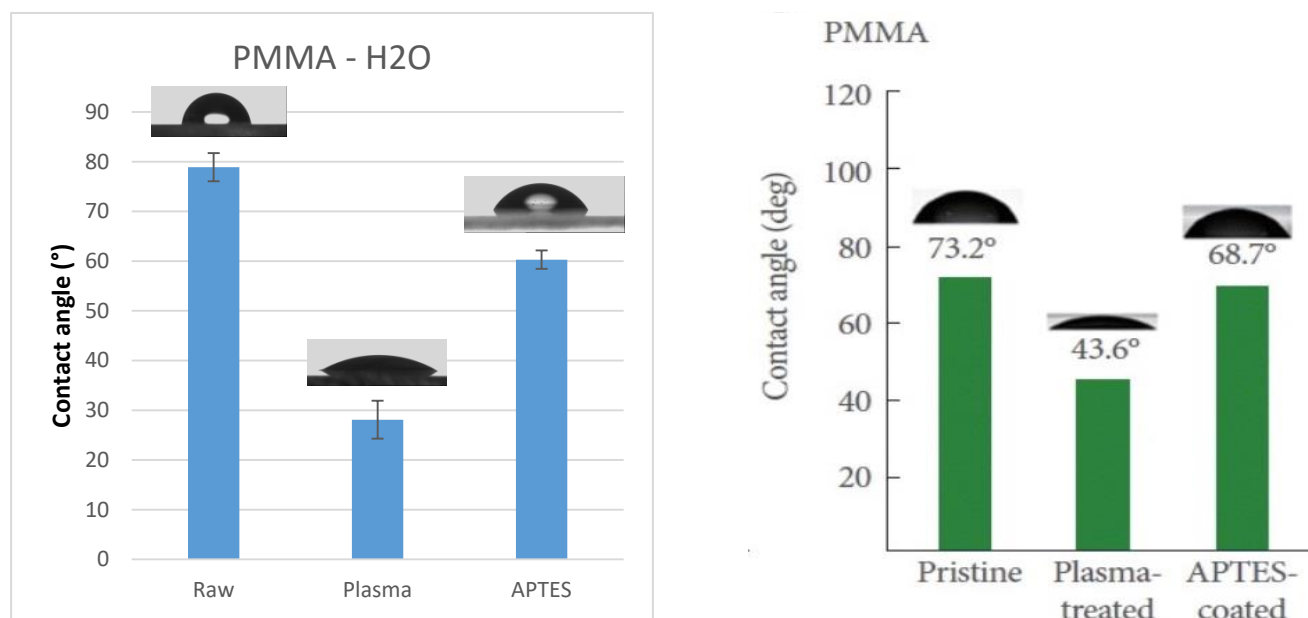 PMMA - H2O
Contact angle (°)
90
80
70
60
50
40
30
20
10
0
Raw
Plasma
APTES
PMMA
Contact angle (deg)
120
100
80
60
40
20
73.2°
43.6°
68.7°
Pristine
Plasma-
treated
APTES-
coated